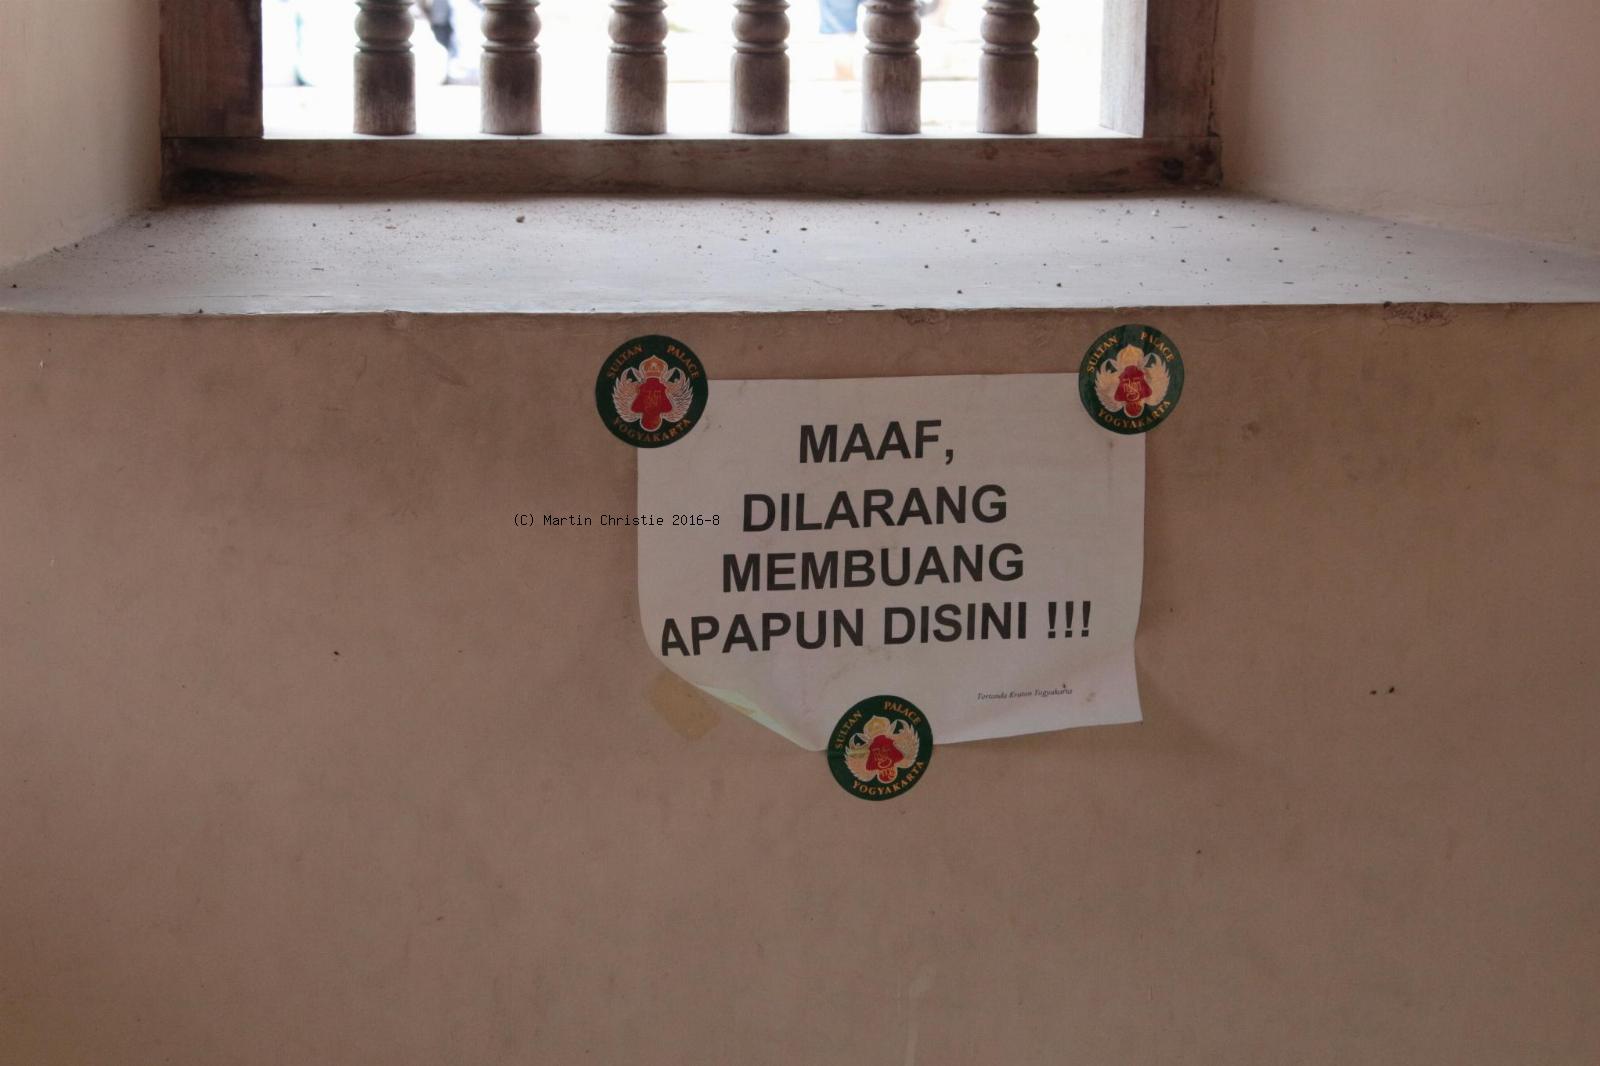 SULTAN PALACE
YOGYAKARTA
SULTAN PALACE
YOGYAKARTA
MAAF,
DILARANG
MEMBUANG
APAPUN DISINI !!!
(C) Martin Christie 2016-8
Tertanda Kraton Yogyakarta
SULTAN PALACE
YOGYAKARTA